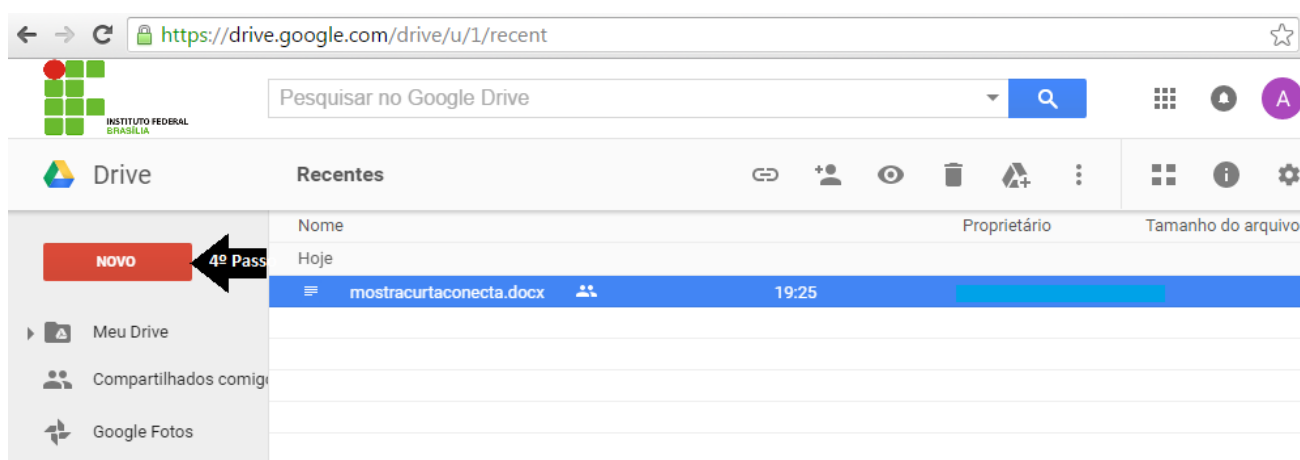 https://drive.google.com/drive/u/1/recent
INSTITUTO FEDERAL
BRASÍLIA
Pesquisar no Google Drive
A
Drive
Recentes
Nome Proprietário Tamanho do arquivo
NOVO
4º Pass
Hoje
mostracurtaconecta.docx 19:25
Meu Drive
Compartilhados comigo
Google Fotos